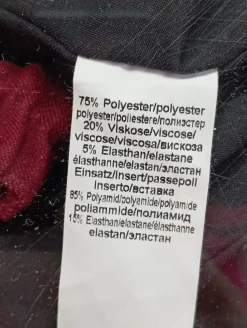 75% Polyester/polyester
polyester/poliestere/полиэстер
20% Viskose/viscose/
viscose/viscosa/вискоза
5% Elasthan/elastane
élasthanne/elastan/эластан
Einsatz/insert/passepoil
inserto/вставка
85% Polyamid/polyamide/polyamide
poliammide/полиамид
15% Elasthan/elastane/élasthanne
elastan/эластан